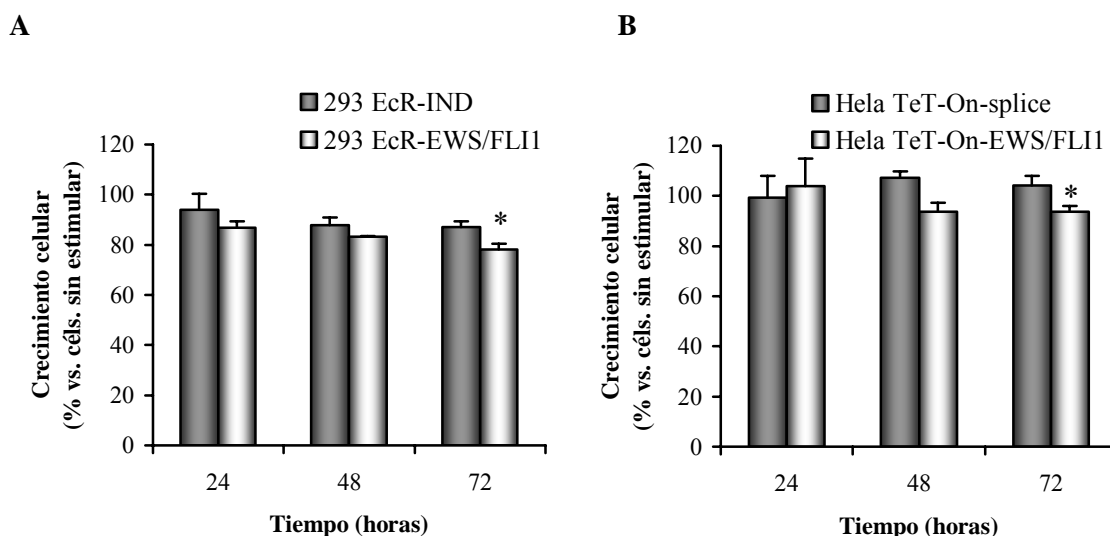 A
293 EcR-IND
293 EcR-EWS/FLI1
Crecimiento celular
(% vs. céls. sin estimular)
120
100
80
60
40
20
0
*
24 48 72
Tiempo (horas)
B
Hela TeT-On-splice
Hela TeT-On-EWS/FLI1
Crecimiento celular
(% vs. céls. sin estimular)
120
100
80
60
40
20
0
*
24 48 72
Tiempo (horas)